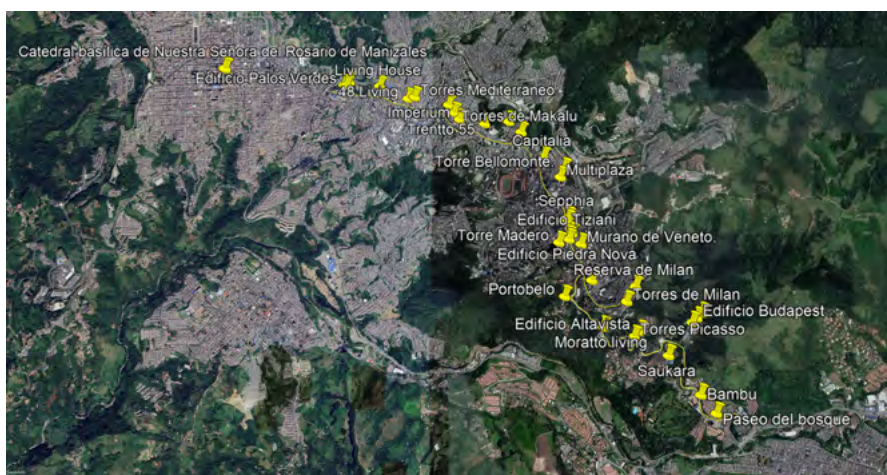 Catedral basilica de Nuestra Señora del Rosario de Manizales
Living House
Edificio Palos Verdes
48 Living
Torres Mediterraneo
Imperium
Torres de Makalu
Trentto 55
Capitalia
Torre Bellomonte.
Multiplaza
Sepphia
Edificio Tiziani
Torre Madero
Murano de Veneto.
Edificio Piedra Nova
Reserva de Milan
Portobelo
Torres de Milan
Edificio Budapest
Edificio Altavista
Torres Picasso
Moratto living
Saukara
Bambu
Paseo del bosque